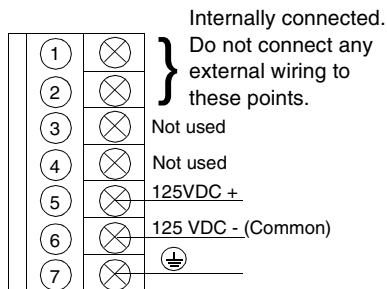 Internally connected.
Do not connect any
external wiring to
these points.
1
2
3 Not used
4 Not used
5 125VDC +
6 125 VDC - (Common)
7